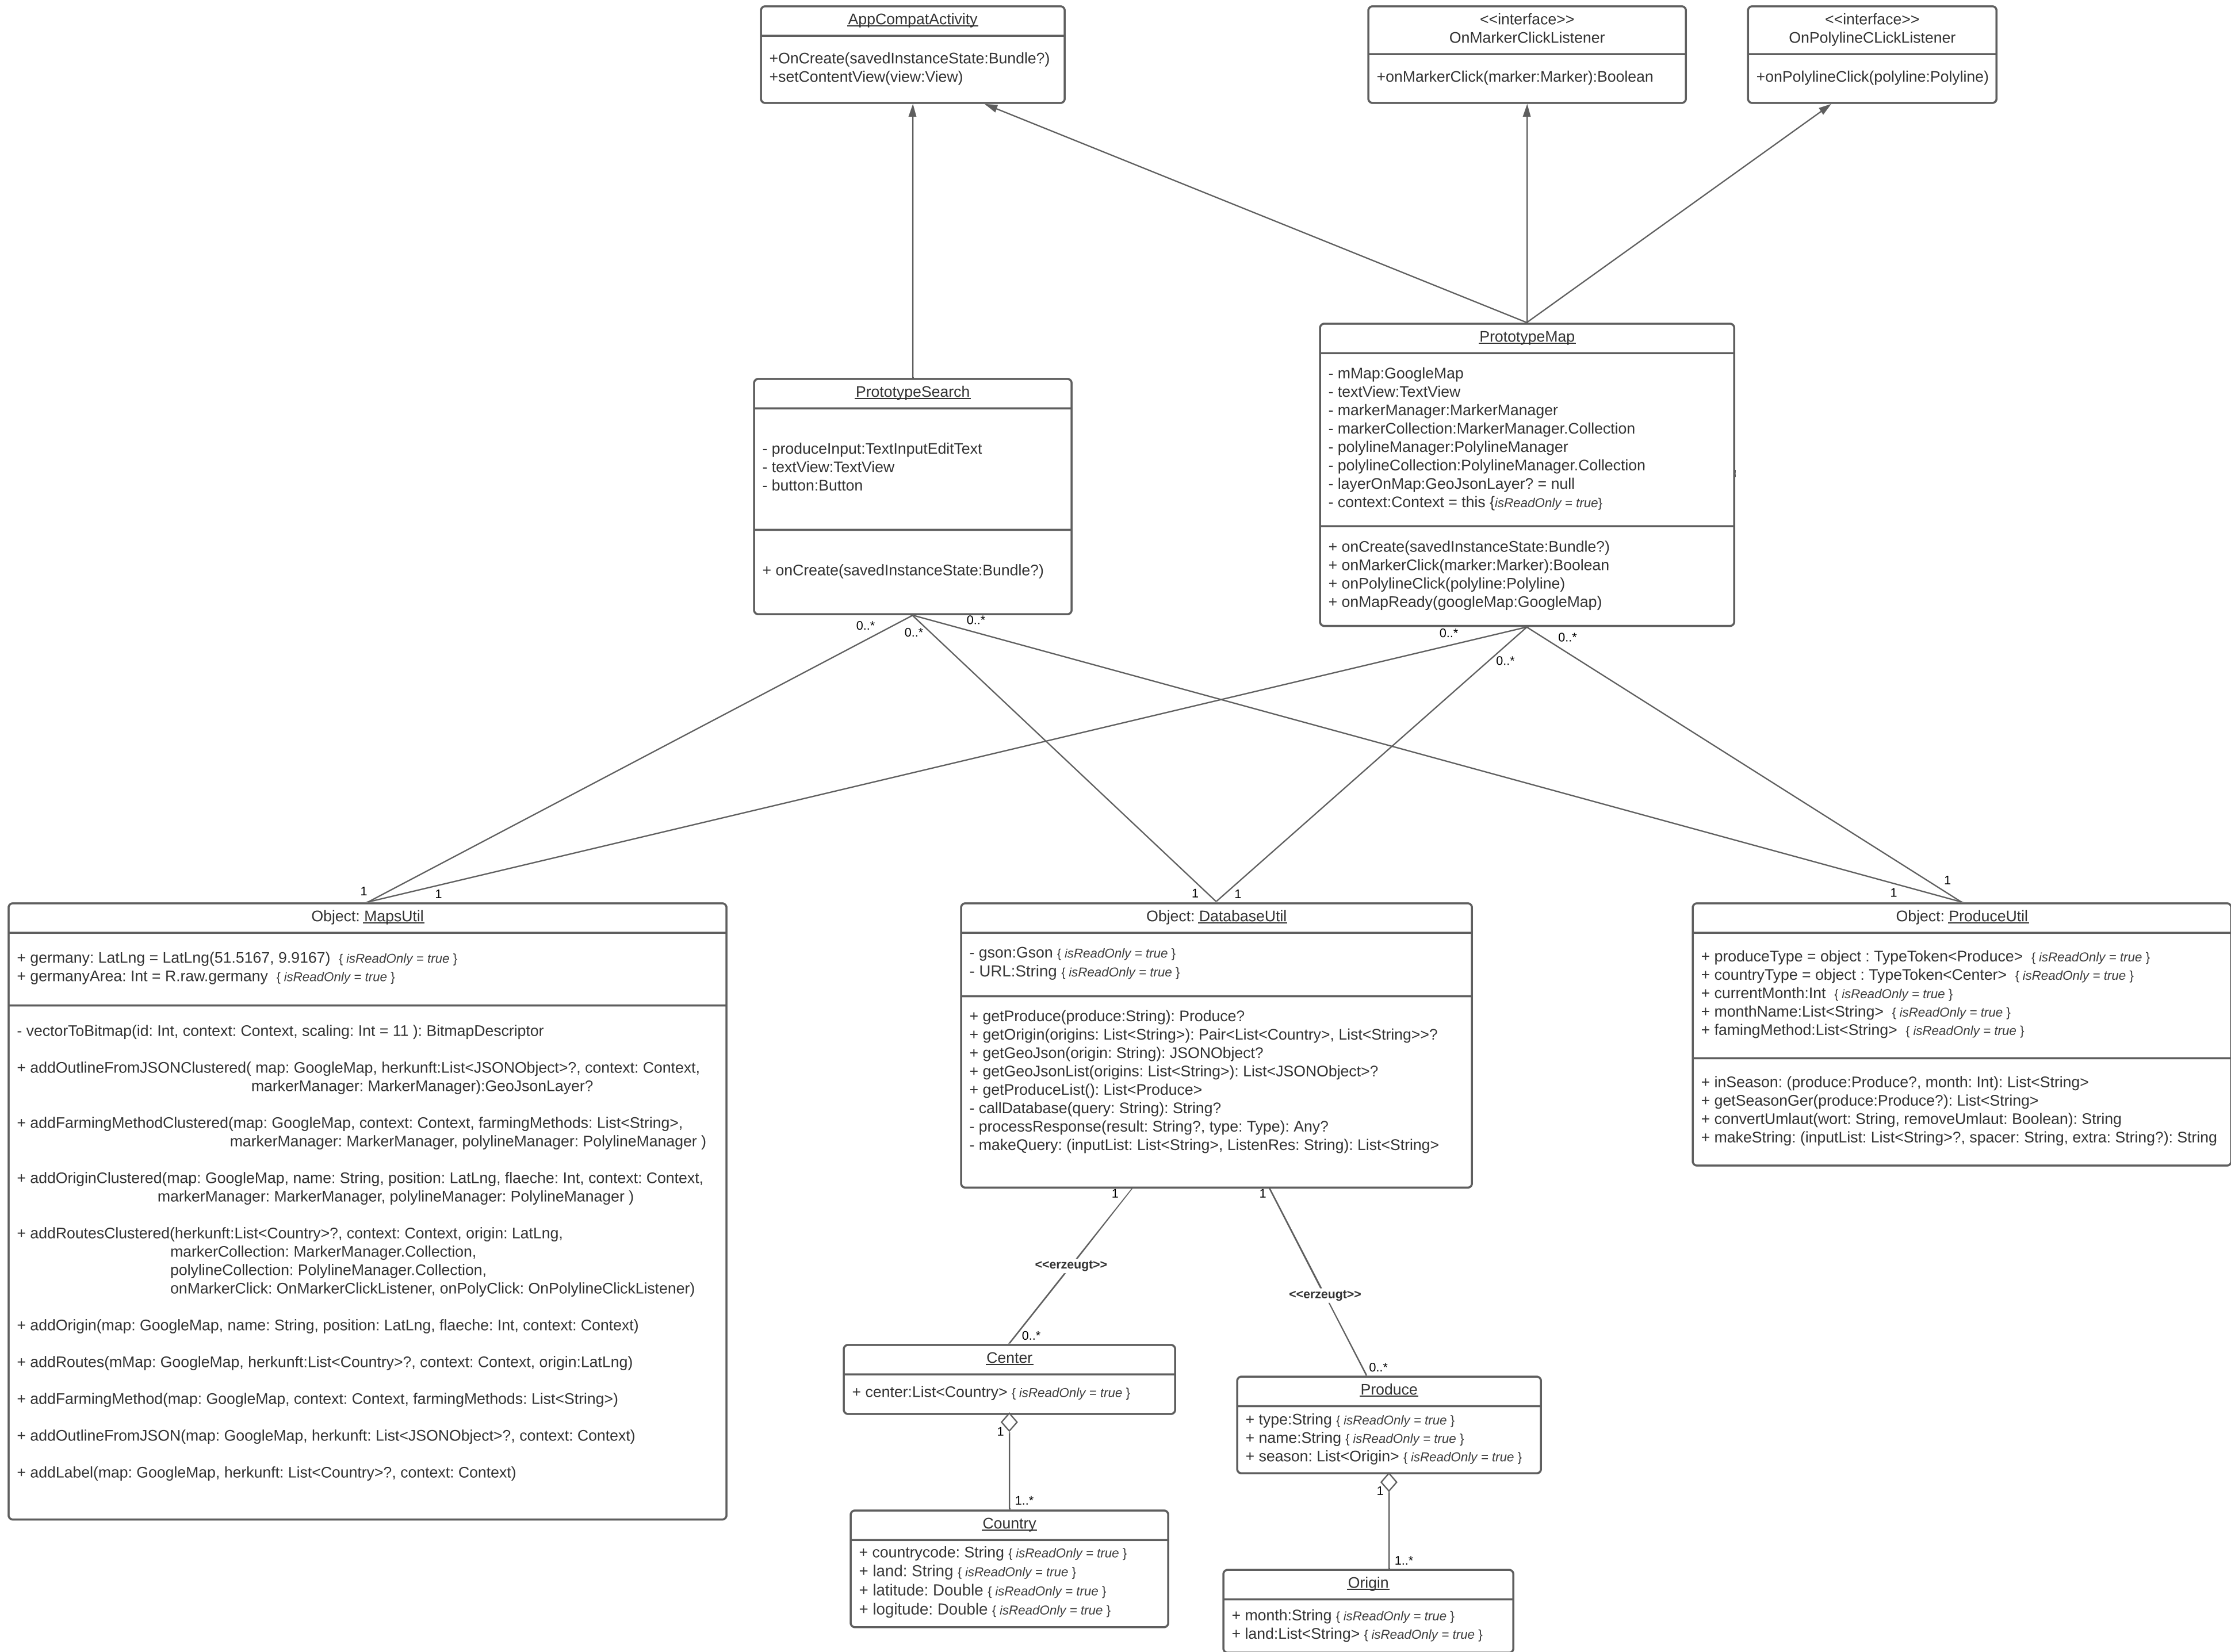 AppCompatActivity
+OnCreate(savedInstanceState:Bundle?)
+setContentView(view:View)
<<interface>>
OnMarkerClickListener
+onMarkerClick(marker:Marker):Boolean
<<interface>>
OnPolylineCLickListener
+onPolylineClick(polyline:Polyline)
PrototypeSearch
- produceInput:TextInputEditText
- textView:TextView
- button:Button
+ onCreate(savedInstanceState:Bundle?)
PrototypeMap
- mMap:GoogleMap
- textView:TextView
- markerManager:MarkerManager
- markerCollection:MarkerManager.Collection
- polylineManager:PolylineManager
- polylineCollection:PolylineManager.Collection
- layerOnMap:GeoJsonLayer? = null
- context:Context = this {isReadOnly = true}
+ onCreate(savedInstanceState:Bundle?)
+ onMarkerClick(marker:Marker):Boolean
+ onPolylineClick(polyline:Polyline)
+ onMapReady(googleMap:GoogleMap)
0..*
0..*
0..*
0..*
0..*
0..*
1
1
1
1
1
1
Object: MapsUtil
+ germany: LatLng = LatLng(51.5167, 9.9167) { isReadOnly = true }
+ germanyArea: Int = R.raw.germany { isReadOnly = true }
- vectorToBitmap(id: Int, context: Context, scaling: Int = 11 ): BitmapDescriptor
+ addOutlineFromJSONClustered( map: GoogleMap, herkunft:List<JSONObject>?, context: Context,
markerManager: MarkerManager):GeoJsonLayer?
+ addFarmingMethodClustered(map: GoogleMap, context: Context, farmingMethods: List<String>,
markerManager: MarkerManager, polylineManager: PolylineManager )
+ addOriginClustered(map: GoogleMap, name: String, position: LatLng, flaeche: Int, context: Context,
markerManager: MarkerManager, polylineManager: PolylineManager )
+ addRoutesClustered(herkunft:List<Country>?, context: Context, origin: LatLng,
markerCollection: MarkerManager.Collection,
polylineCollection: PolylineManager.Collection,
onMarkerClick: OnMarkerClickListener, onPolyClick: OnPolylineClickListener)
+ addOrigin(map: GoogleMap, name: String, position: LatLng, flaeche: Int, context: Context)
+ addRoutes(mMap: GoogleMap, herkunft:List<Country>?, context: Context, origin:LatLng)
+ addFarmingMethod(map: GoogleMap, context: Context, farmingMethods: List<String>)
+ addOutlineFromJSON(map: GoogleMap, herkunft: List<JSONObject>?, context: Context)
+ addLabel(map: GoogleMap, herkunft: List<Country>?, context: Context)
Object: DatabaseUtil
- gson:Gson { isReadOnly = true }
- URL:String { isReadOnly = true }
+ getProduce(produce:String): Produce?
+ getOrigin(origins: List<String>): Pair<List<Country>, List<String>>?
+ getGeoJson(origin: String): JSONObject?
+ getGeoJsonList(origins: List<String>): List<JSONObject>?
+ getProduceList(): List<Produce>
- callDatabase(query: String): String?
- processResponse(result: String?, type: Type): Any?
- makeQuery: (inputList: List<String>, ListenRes: String): List<String>
Object: ProduceUtil
+ produceType = object : TypeToken<Produce> { isReadOnly = true }
+ countryType = object : TypeToken<Center> { isReadOnly = true }
+ currentMonth:Int { isReadOnly = true }
+ monthName:List<String> { isReadOnly = true }
+ famingMethod:List<String> { isReadOnly = true }
+ inSeason: (produce:Produce?, month: Int): List<String>
+ getSeasonGer(produce:Produce?): List<String>
+ convertUmlaut(wort: String, removeUmlaut: Boolean): String
+ makeString: (inputList: List<String>?, spacer: String, extra: String?): String
1
1
<<erzeugt>>
<<erzeugt>>
0..*
0..*
Center
+ center:List<Country> { isReadOnly = true }
1
1..*
Country
+ countrycode: String { isReadOnly = true }
+ land: String { isReadOnly = true }
+ latitude: Double { isReadOnly = true }
+ logitude: Double { isReadOnly = true }
Produce
+ type:String { isReadOnly = true }
+ name:String { isReadOnly = true }
+ season: List<Origin> { isReadOnly = true }
1
1..*
Origin
+ month:String { isReadOnly = true }
+ land:List<String> { isReadOnly = true }